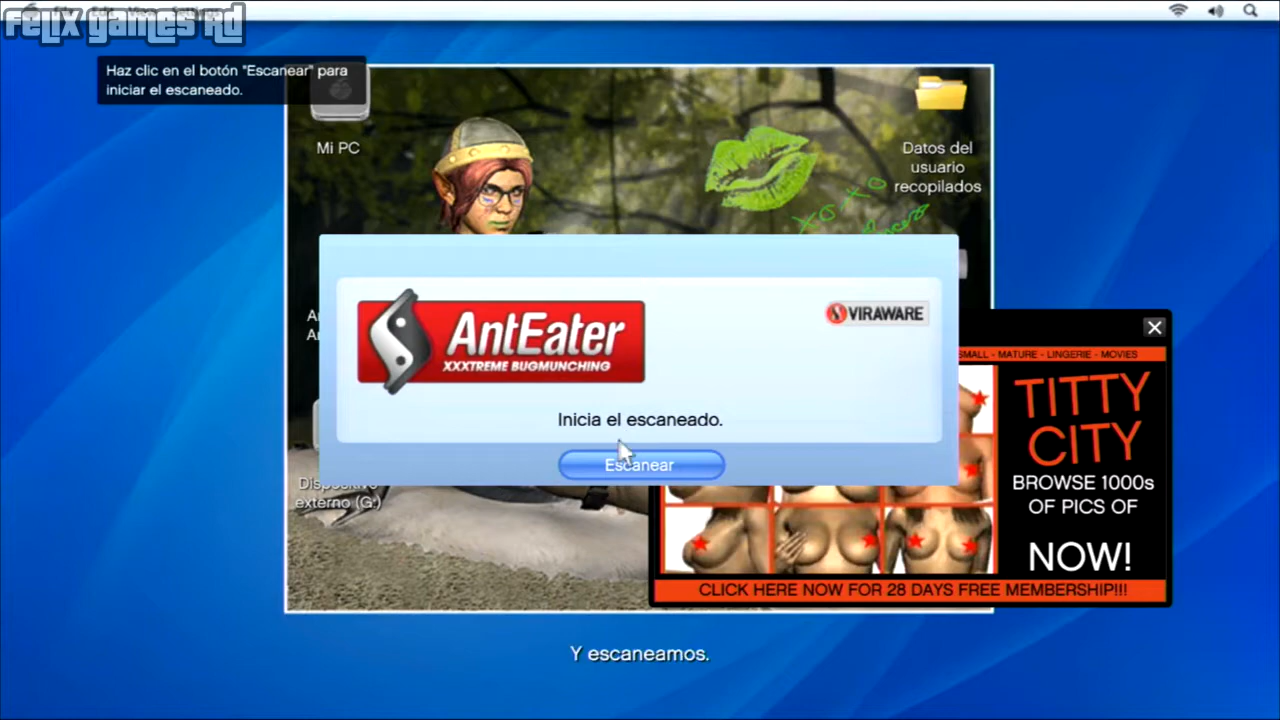 FELIX GAMES RD
Haz clic en el botón "Escanear" para
iniciar el escaneado.
Mi PC
Datos del
usuario
recopilados
XO XO
AntEater
XXXTREME BUGMUNCHING
VIRAWARE
Inicia el escaneado.
Escanear
Dispositivo
externo (G:)
SMALL - MATURE - LINGERIE - MOVIES
TITTY
CITY
BROWSE 1000s
OF PICS OF
NOW!
CLICK HERE NOW FOR 28 DAYS FREE MEMBERSHIP!!!
Y escaneamos.